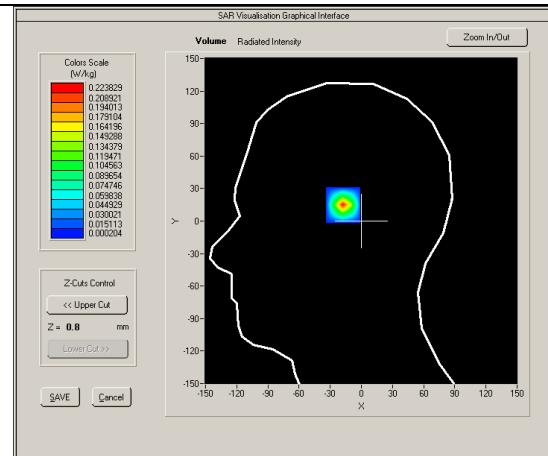 SAR Visualisation Graphical Interface
Volume Radiated Intensity
Zoom In/Out
Colors Scale
(W/kg)
0.223829
0.208921
0.194013
0.179104
0.164196
0.149288
0.134379
0.119471
0.104563
0.089654
0.074746
0.059838
0.044929
0.030021
0.015113
0.000204
Z-Cuts Control
<< Upper Cut
Z = 0.8 mm
Lower Cut >>
SAVE Cancel
150
120
90
60
30
0
-30
-60
-90
-120
-150
Y
-150 -120 -90 -60 -30 0 30 60 90 120 150
X